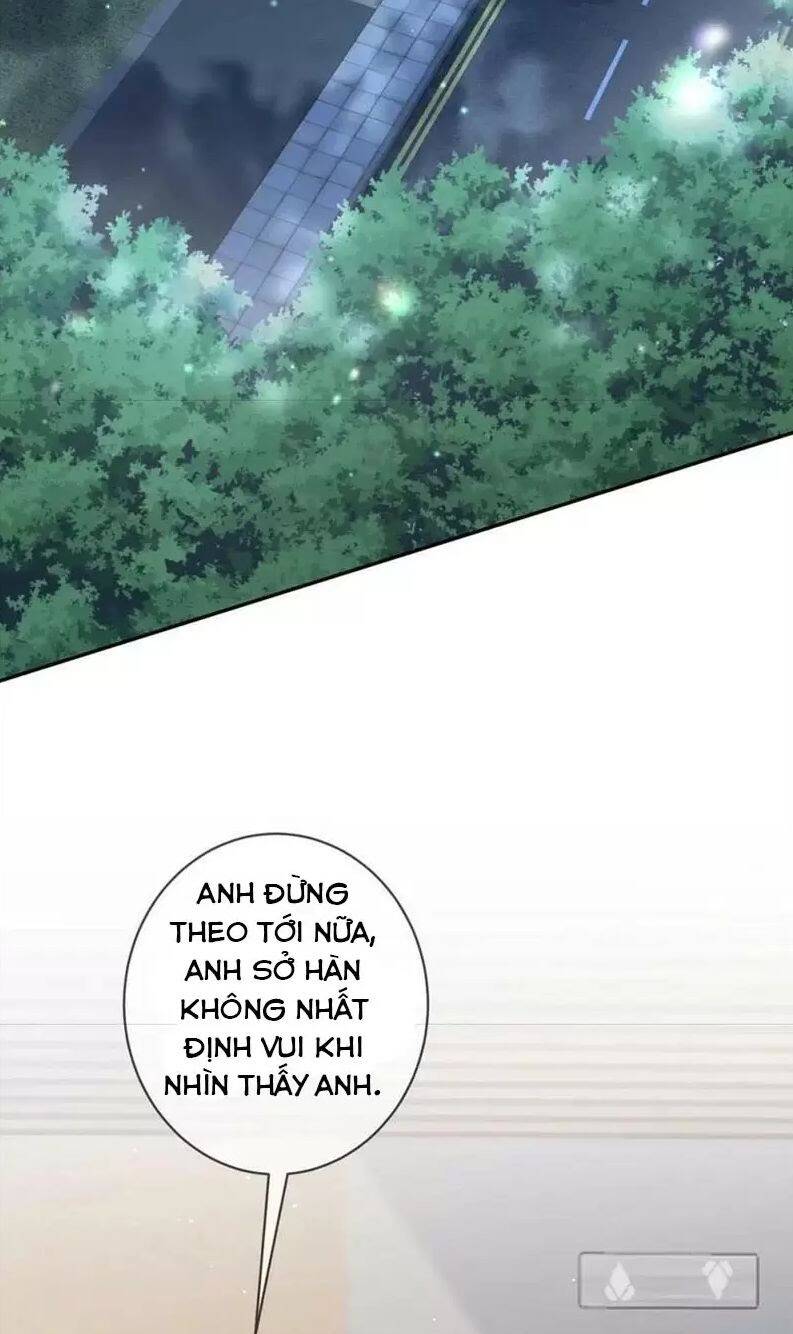 ANH ĐỪNG
THEO TỚI NỮA,
ANH SỞ HÀN
KHÔNG NHẤT
ĐỊNH VUI KHI
NHÌN THẤY ANH.